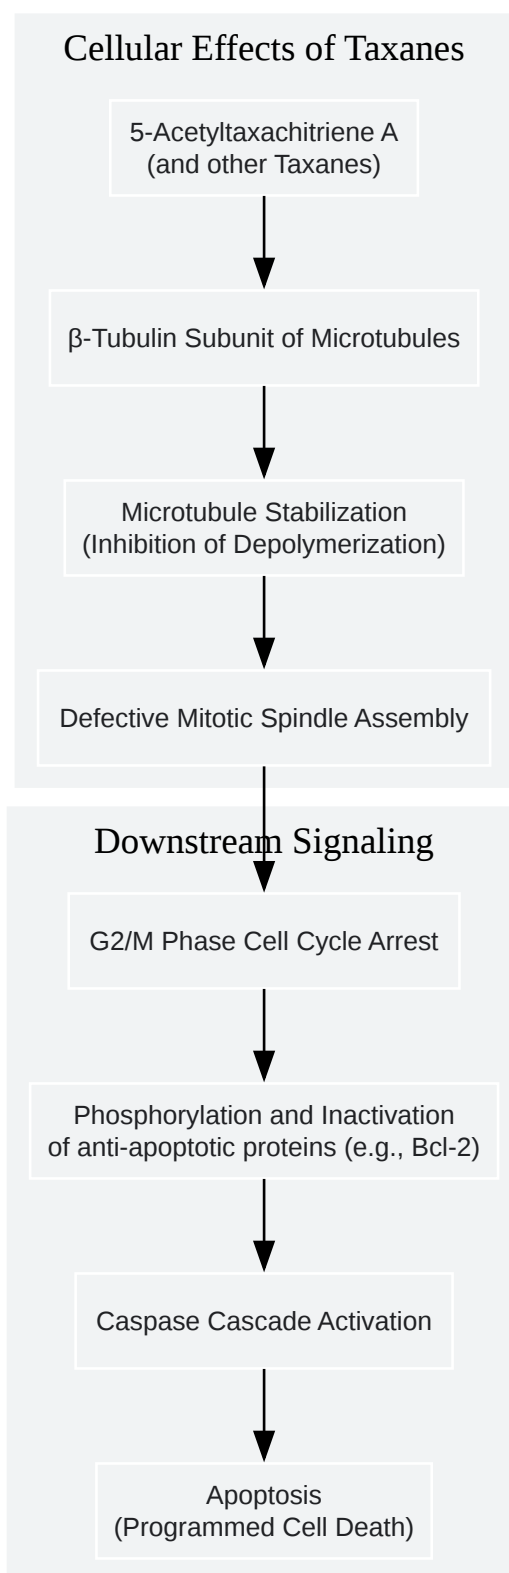 Cellular Effects of Taxanes
5-Acetyltaxachitriene A
(and other Taxanes)
β-Tubulin Subunit of Microtubules
Microtubule Stabilization
(Inhibition of Depolymerization)
Defective Mitotic Spindle Assembly
Downstream Signaling
G2/M Phase Cell Cycle Arrest
Phosphorylation and Inactivation
of anti-apoptotic proteins (e.g., Bcl-2)
Caspase Cascade Activation
Apoptosis
(Programmed Cell Death)